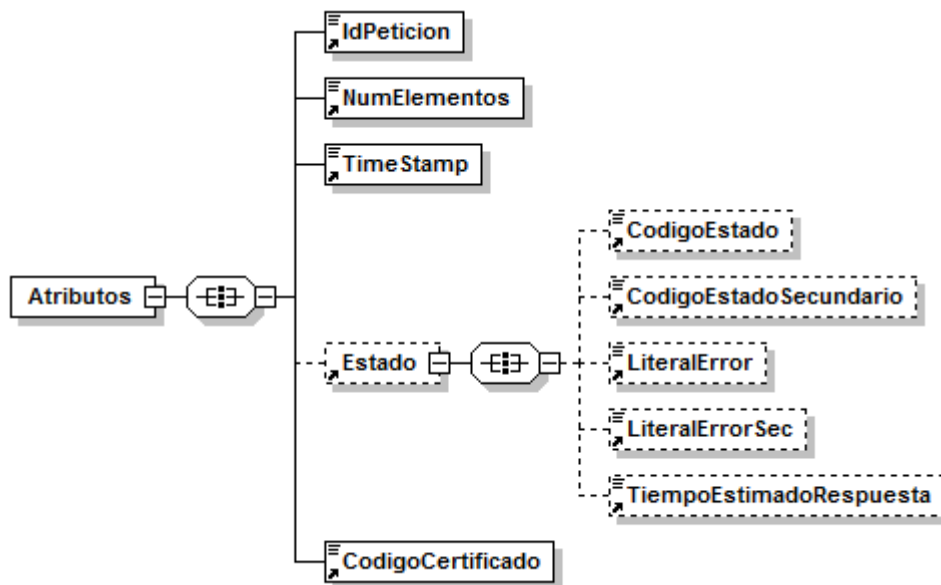 IdPeticion
NumElementos
TimeStamp
CodigoEstado
CodigoEstadoSecundario
Atributos
LiteralError
Estado
LiteralErrorSec
TiempoEstimadoRespuesta
CodigoCertificado